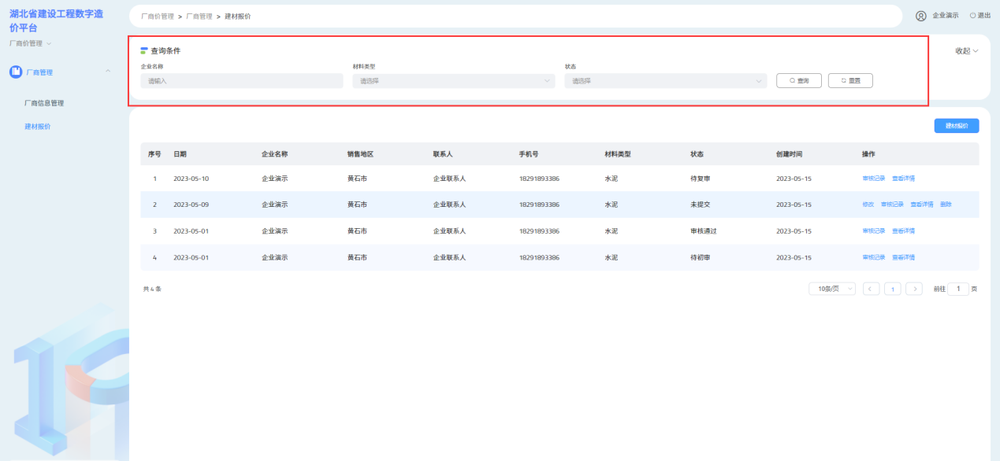 湖北省建设工程数字造
价平台
厂商价管理
厂商管理
厂商信息管理
建材报价
厂商价管理 > 厂商管理 > 建材报价
企业演示 退出
查询条件 收起
企业名称 材料类型 状态
请输入 请选择 请选择 查询 重置
建材报价
序号 日期 企业名称 销售地区 联系人 手机号 材料类型 状态 创建时间 操作
1 2023-05-10 企业演示 黄石市 企业联系人 18291893386 水泥 待复审 2023-05-15 审核记录 查看详情
2 2023-05-09 企业演示 黄石市 企业联系人 18291893386 水泥 未提交 2023-05-15 修改 审核记录 查看详情 删除
3 2023-05-01 企业演示 黄石市 企业联系人 18291893386 水泥 审核通过 2023-05-15 审核记录 查看详情
4 2023-05-01 企业演示 黄石市 企业联系人 18291893386 水泥 待初审 2023-05-15 审核记录 查看详情
共 4 条 10条/页 < 1 > 前往 1 页